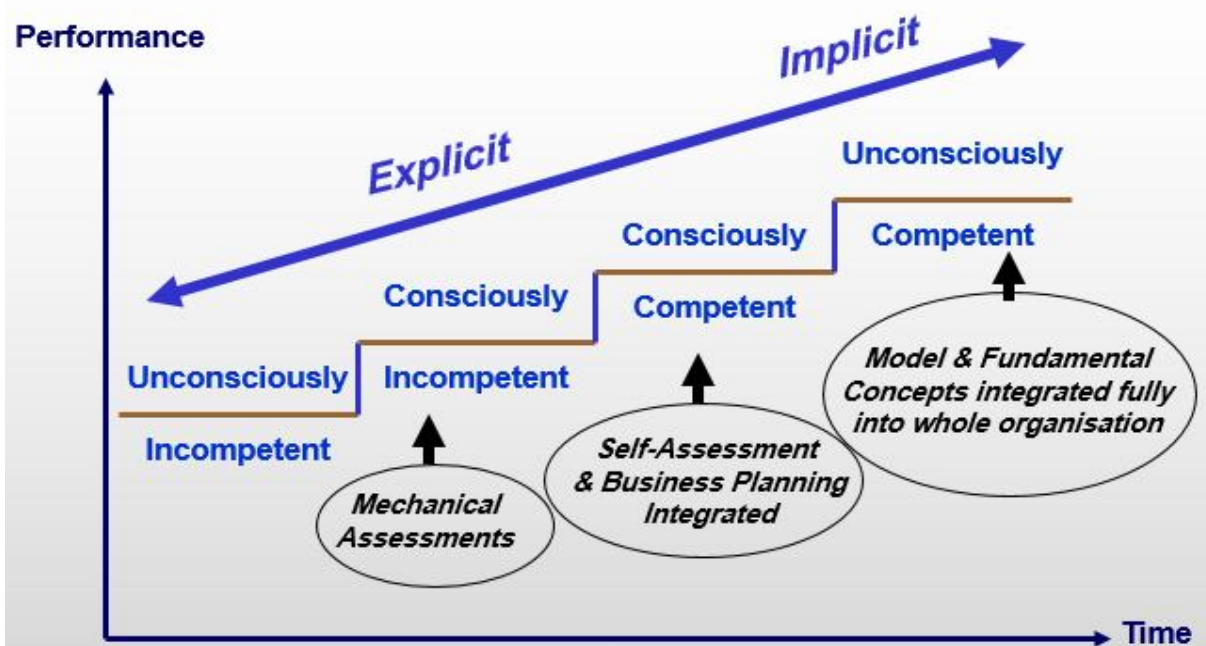 Performance
Implicit
Explicit
Unconsciously
Competent
Consciously
Competent
Consciously
Incompetent
Unconsciously
Incompetent
Mechanical
Assessments
Self-Assessment
& Business Planning
Integrated
Model & Fundamental
Concepts integrated fully
into whole organisation
Time